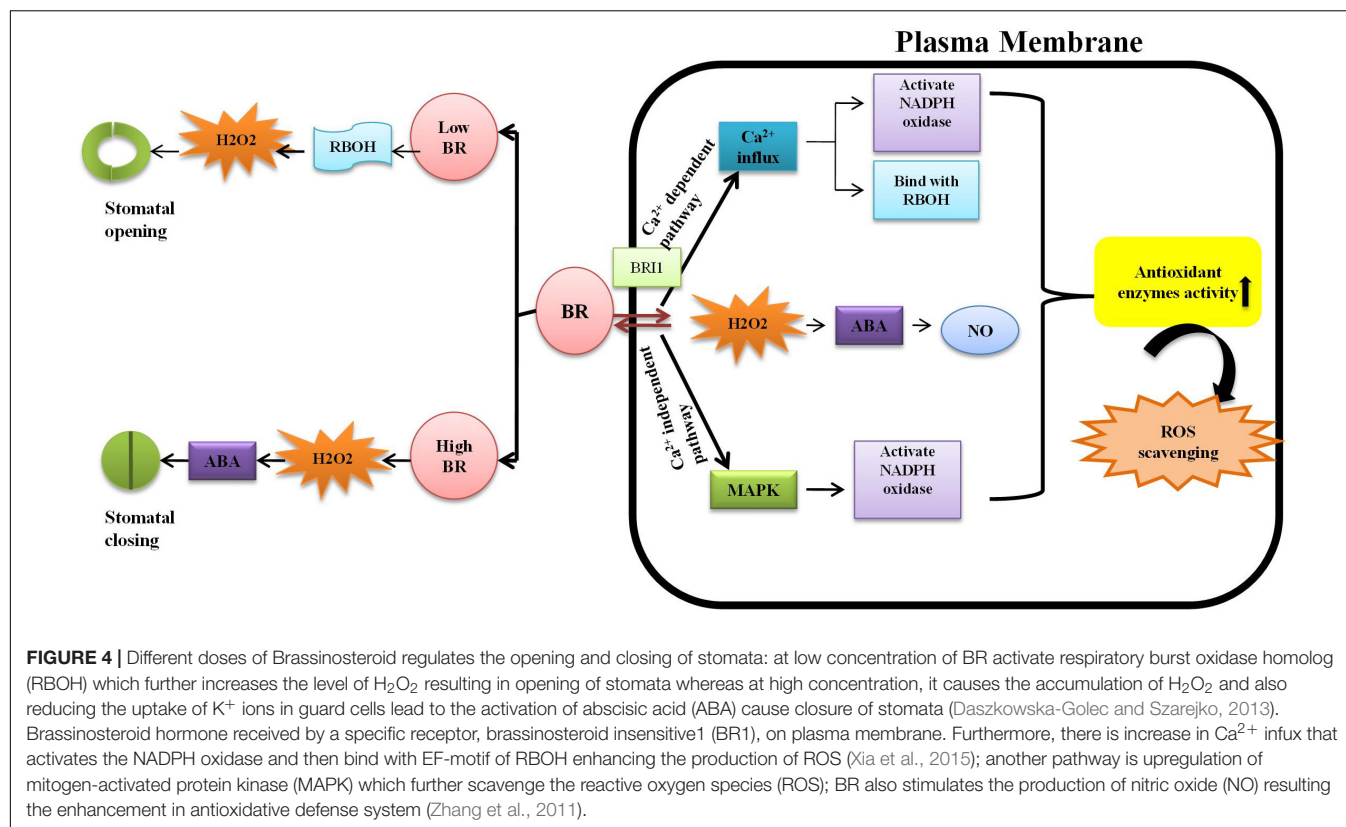 Plasma Membrane
Low
BR
RBOH
H2O2
Stomatal
opening
BR
High
BR
H2O2
ABA
Stomatal
closing
BRI1
Ca²⁺ dependent
pathway
Ca²⁺
influx
Activate
NADPH
oxidase
Bind with
RBOH
H2O2
ABA
NO
Ca²⁺ independent
pathway
MAPK
Activate
NADPH
oxidase
Antioxidant
enzymes activity
ROS
scavenging
FIGURE 4 | Different doses of Brassinosteroid regulates the opening and closing of stomata: at low concentration of BR activate respiratory burst oxidase homolog
(RBOH) which further increases the level of H₂O₂ resulting in opening of stomata whereas at high concentration, it causes the accumulation of H₂O₂ and also
reducing the uptake of K⁺ ions in guard cells lead to the activation of abscisic acid (ABA) cause closure of stomata (Daszkowska-Golec and Szarejko, 2013).
Brassinosteroid hormone received by a specific receptor, brassinosteroid insensitive1 (BR1), on plasma membrane. Furthermore, there is increase in Ca²⁺ infux that
activates the NADPH oxidase and then bind with EF-motif of RBOH enhancing the production of ROS (Xia et al., 2015); another pathway is upregulation of
mitogen-activated protein kinase (MAPK) which further scavenge the reactive oxygen species (ROS); BR also stimulates the production of nitric oxide (NO) resulting
the enhancement in antioxidative defense system (Zhang et al., 2011).